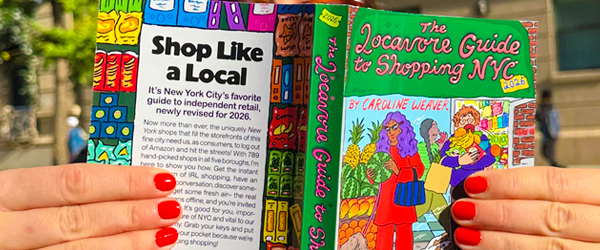 Shop Like
a Local
It's New York City's favorite
guide to independent retail,
newly revised for 2026.
Now more than ever, the uniquely New
York shops that fill the storefronts of this
fine city need us, as consumers, to log out
of Amazon and hit the streets! With 789
hand-picked shops in all five boroughs, I'm
here to show you how. Get the instant
of IRL shopping, have an
conversation, discover some-
get some fresh air– the real
offline, and you're invited
It's good for you, impor-
of NYC and vital to our
Grab your keys and put
your pocket because we're
shopping!
2026
The Locavore Guide to Sho
The
Locavore Guide
to Shopping NYC
2026
BY CAROLINE WEAVER